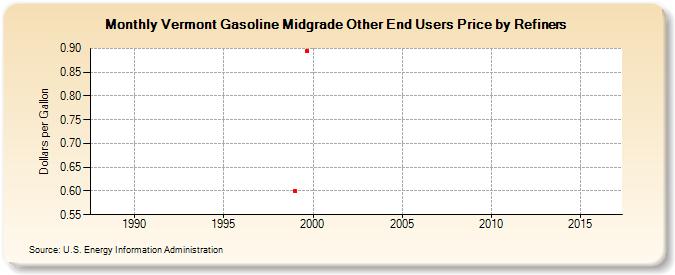 Monthly Vermont Gasoline Midgrade Other End Users Price by Refiners
Dollars per Gallon
0.90
0.85
0.80
0.75
0.70
0.65
0.60
0.55
1990 1995 2000 2005 2010 2015
Source: U.S. Energy Information Administration